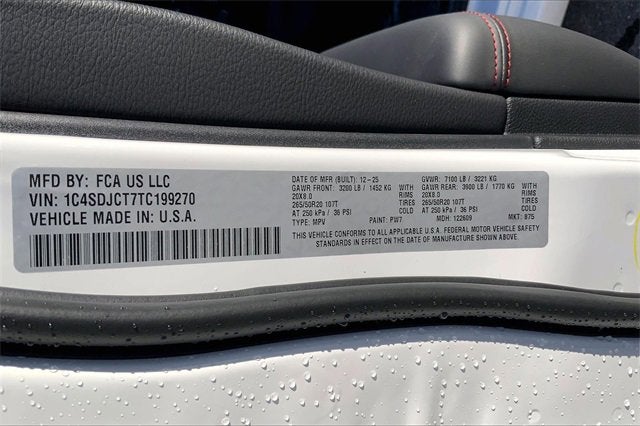 MFD BY: FCA US LLC
VIN: 1C4SDJCT7TC199270
VEHICLE MADE IN: U.S.A.
DATE OF MFR (BUILT): 12-25 GVWR: 7100 LB / 3221 KG
GAWR FRONT: 3200 LB / 1452 KG WITH GAWR REAR: 3900 LB / 1770 KG WITH
20X8.0 RIMS 20X8.0 RIMS
265/50R20 107T TIRES 265/50R20 107T TIRES
AT 250 kPa / 36 PSI AT 250 kPa / 36 PSI
TYPE: MPV PAINT: PW7 MDH: 122609 MKT: 875
THIS VEHICLE CONFORMS TO ALL APPLICABLE U.S.A. FEDERAL MOTOR VEHICLE SAFETY
STANDARDS IN EFFECT ON THE DATE OF MANUFACTURE SHOWN ABOVE.